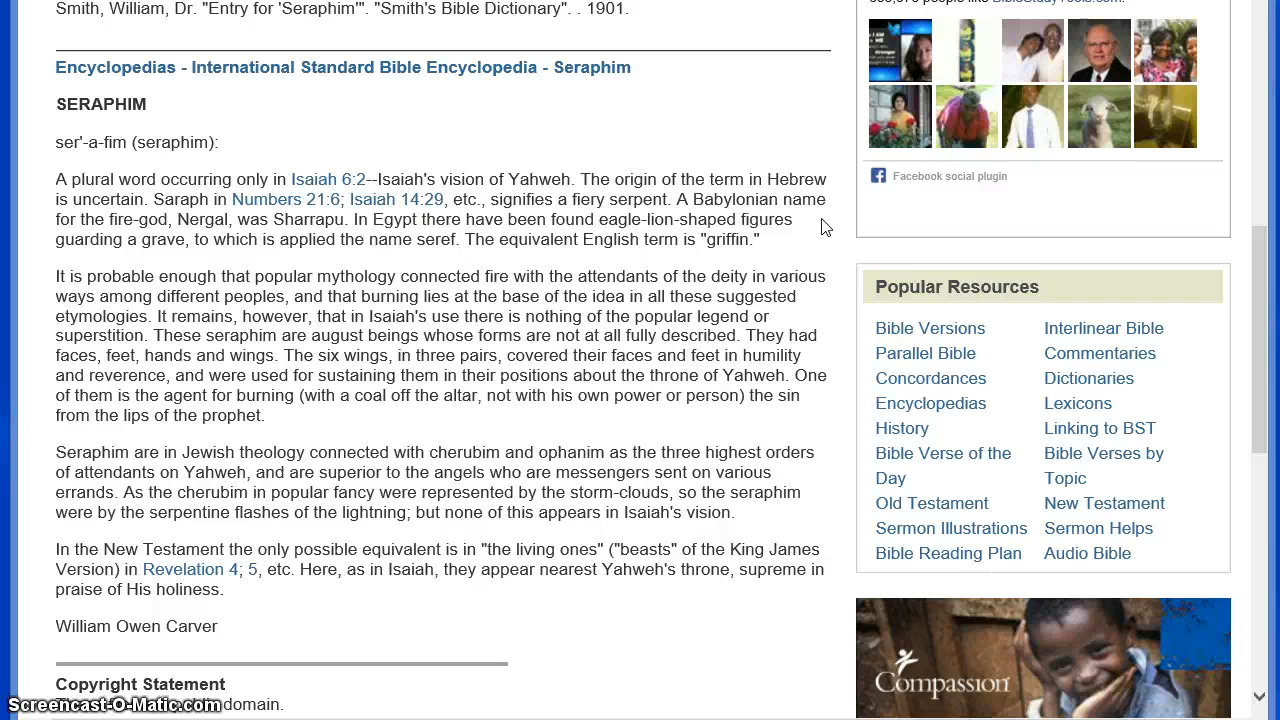 Smith, William, Dr. "Entry for 'Seraphim'". "Smith's Bible Dictionary". . 1901.
Encyclopedias - International Standard Bible Encyclopedia - Seraphim
SERAPHIM
ser'-a-fim (seraphim):
A plural word occurring only in Isaiah 6:2--Isaiah's vision of Yahweh. The origin of the term in Hebrew
is uncertain. Saraph in Numbers 21:6; Isaiah 14:29, etc., signifies a fiery serpent. A Babylonian name
for the fire-god, Nergal, was Sharrapu. In Egypt there have been found eagle-lion-shaped figures
guarding a grave, to which is applied the name seref. The equivalent English term is "griffin."
It is probable enough that popular mythology connected fire with the attendants of the deity in various
ways among different peoples, and that burning lies at the base of the idea in all these suggested
etymologies. It remains, however, that in Isaiah's use there is nothing of the popular legend or
superstition. These seraphim are august beings whose forms are not at all fully described. They had
faces, feet, hands and wings. The six wings, in three pairs, covered their faces and feet in humility
and reverence, and were used for sustaining them in their positions about the throne of Yahweh. One
of them is the agent for burning (with a coal off the altar, not with his own power or person) the sin
from the lips of the prophet.
Seraphim are in Jewish theology connected with cherubim and ophanim as the three highest orders
of attendants on Yahweh, and are superior to the angels who are messengers sent on various
errands. As the cherubim in popular fancy were represented by the storm-clouds, so the seraphim
were by the serpentine flashes of the lightning; but none of this appears in Isaiah's vision.
In the New Testament the only possible equivalent is in "the living ones" ("beasts" of the King James
Version) in Revelation 4; 5, etc. Here, as in Isaiah, they appear nearest Yahweh's throne, supreme in
praise of His holiness.
William Owen Carver
Copyright Statement
domain.
Screencast-O-Matic.com
people like BibleStudyTools.com.
Facebook social plugin
Popular Resources
Bible Versions
Interlinear Bible
Parallel Bible
Commentaries
Concordances
Dictionaries
Encyclopedias
Lexicons
History
Linking to BST
Bible Verse of the
Day
Bible Verses by
Topic
Old Testament
New Testament
Sermon Illustrations
Sermon Helps
Bible Reading Plan
Audio Bible
Compassion